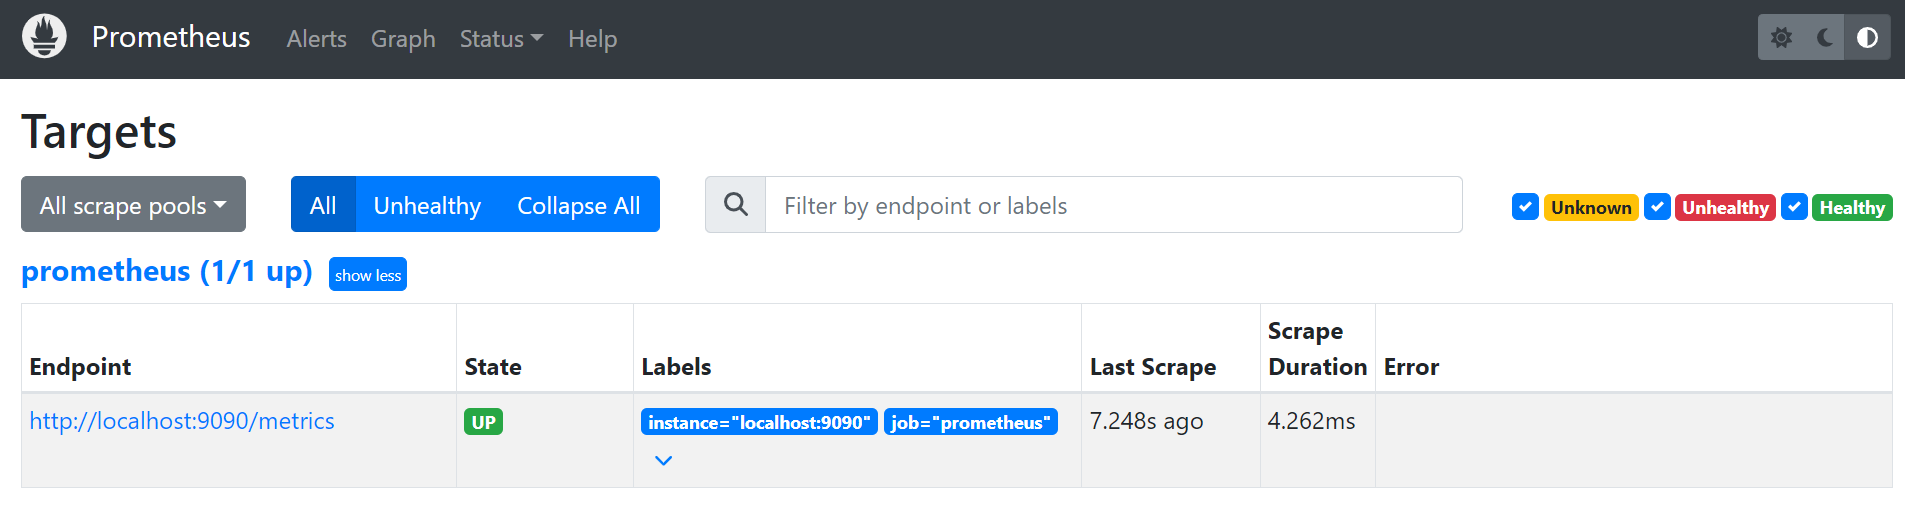 Prometheus Alerts Graph Status Help
Targets
All scrape pools All Unhealthy Collapse All Filter by endpoint or labels Unknown Unhealthy Healthy
prometheus (1/1 up) show less
Endpoint State Labels Last Scrape Scrape Duration Error
http://localhost:9090/metrics UP instance="localhost:9090" job="prometheus" 7.248s ago 4.262ms